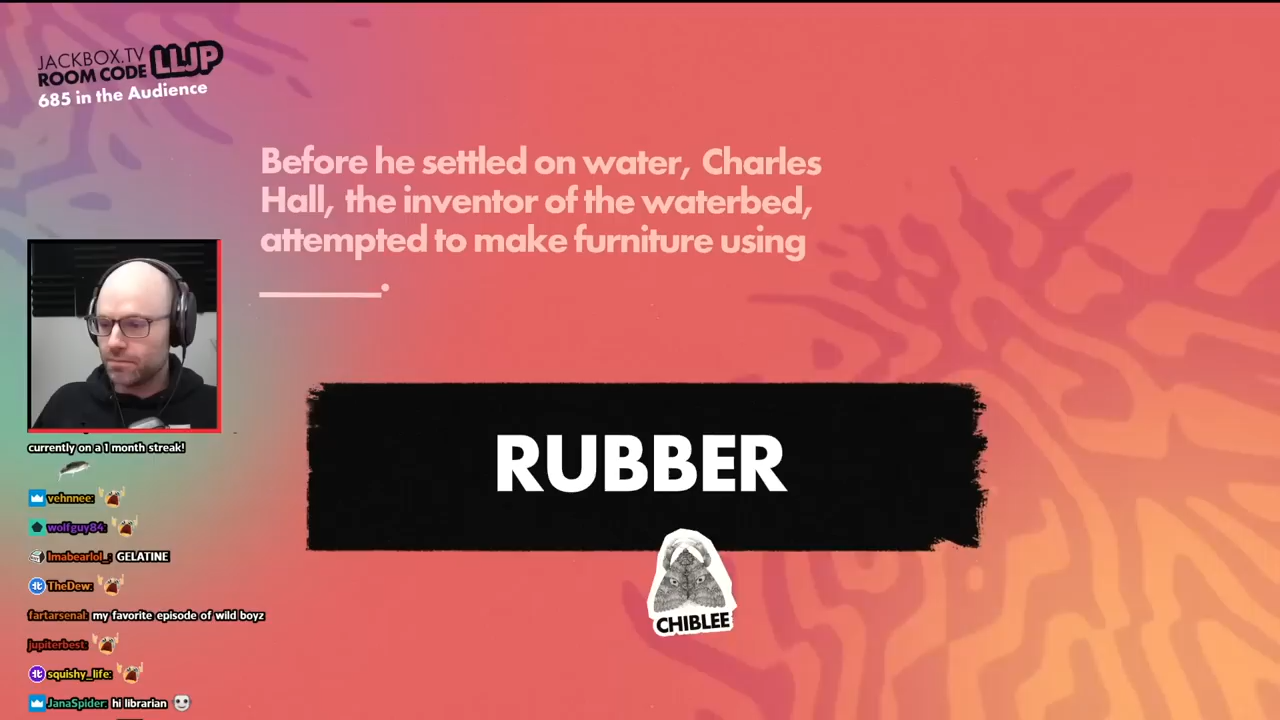 JACKBOX.TV
ROOM CODE LLJP
685 in the Audience
Before he settled on water, Charles
Hall, the inventor of the waterbed,
attempted to make furniture using
RUBBER
CHIBLEE
currently on a 1 month streak!
vehnnee:
wolfguy84:
Imabearlol_: GELATINE
TheDew:
fartarsenal: my favorite episode of wild boyz
Jupiterbest:
squishy_life:
JanaSpider: hi librarian